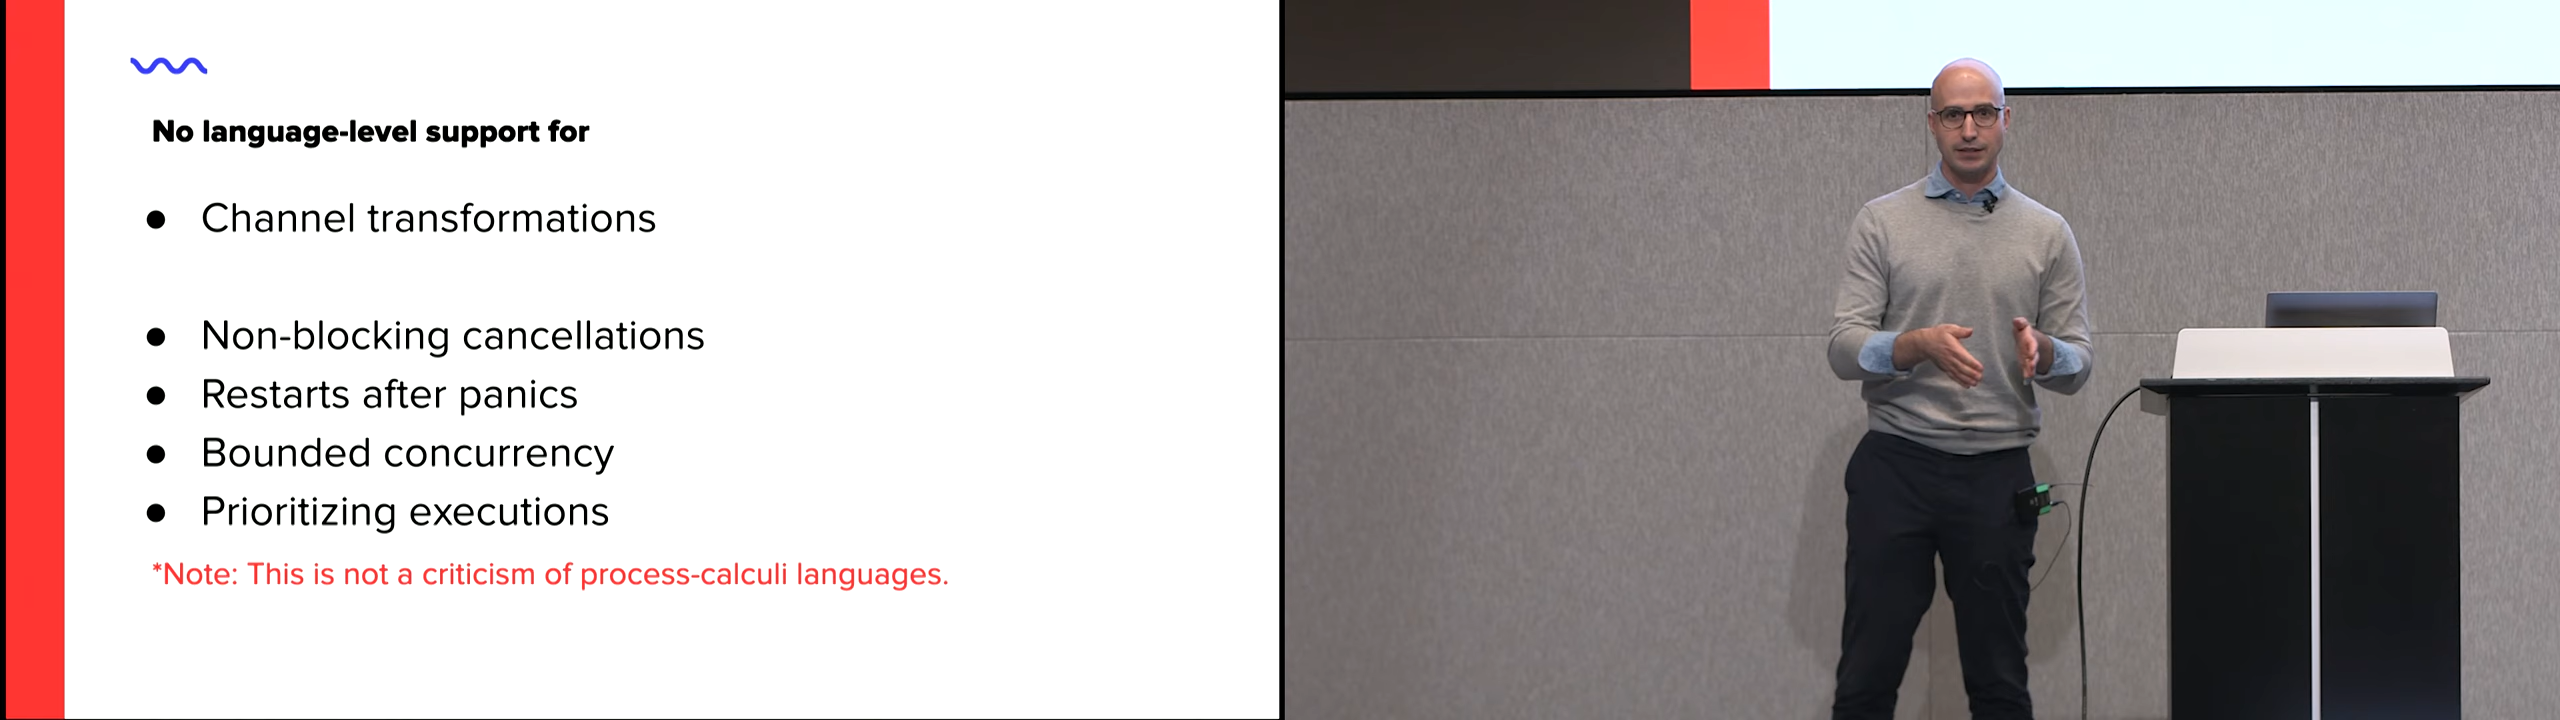 No language-level support for
● Channel transformations
● Non-blocking cancellations
● Restarts after panics
● Bounded concurrency
● Prioritizing executions
*Note: This is not a criticism of process-calculi languages.